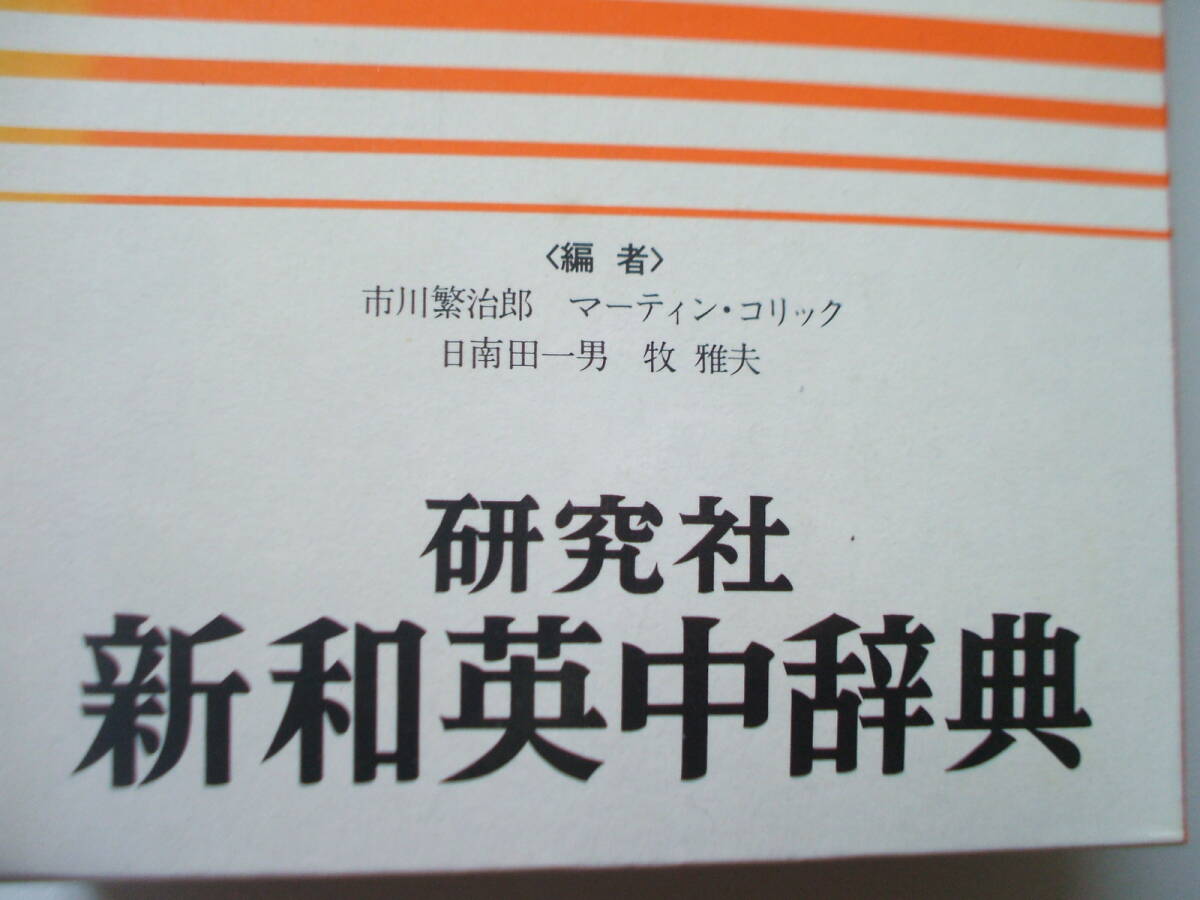 〈編 者〉
市川繁治郎 マーティン・コリック
日南田一男 牧 雅夫
研究社
新和英中辞典